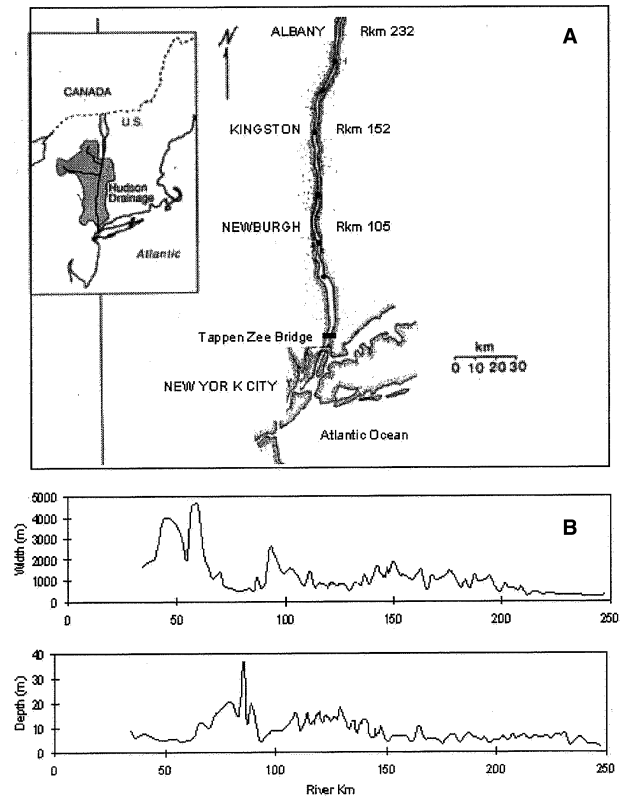 A
N
ALBANY Rkm 232
CANADA
U.S.
KINGSTON Rkm 152
Hudson
Drainage
NEWBURGH Rkm 105
Atlantic
Tappen Zee Bridge
km
0 10 20 30
NEW YOR K CITY
Atlantic Ocean
B
Width (m)
5000
4000
3000
2000
1000
0
0 50 100 150 200 250
Depth (m)
40
30
20
10
0
0 50 100 150 200 250
River Km